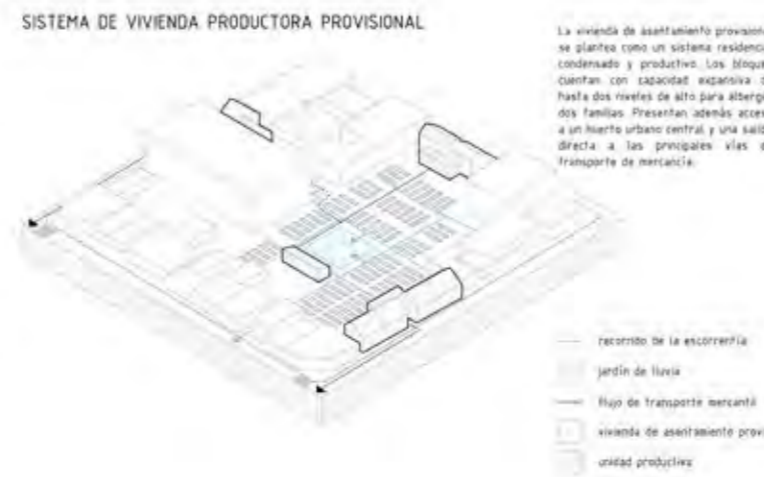 SISTEMA DE VIVIENDA PRODUCTORA PROVISIONAL
La vivienda de asentamiento provision
se plantea como un sistema residenci
condensado y productivo. Los bloque
cuentan con capacidad expansiva d
hasta dos niveles de alto para alberg
dos familias. Presentan además acces
a un huerto urbano central y una salid
directa a las principales vías d
transporte de mercancía.
recorrido de la escorrentía
jardín de lluvia
flujo de transporte mercantil
vivienda de asentamiento provi
unidad productiva